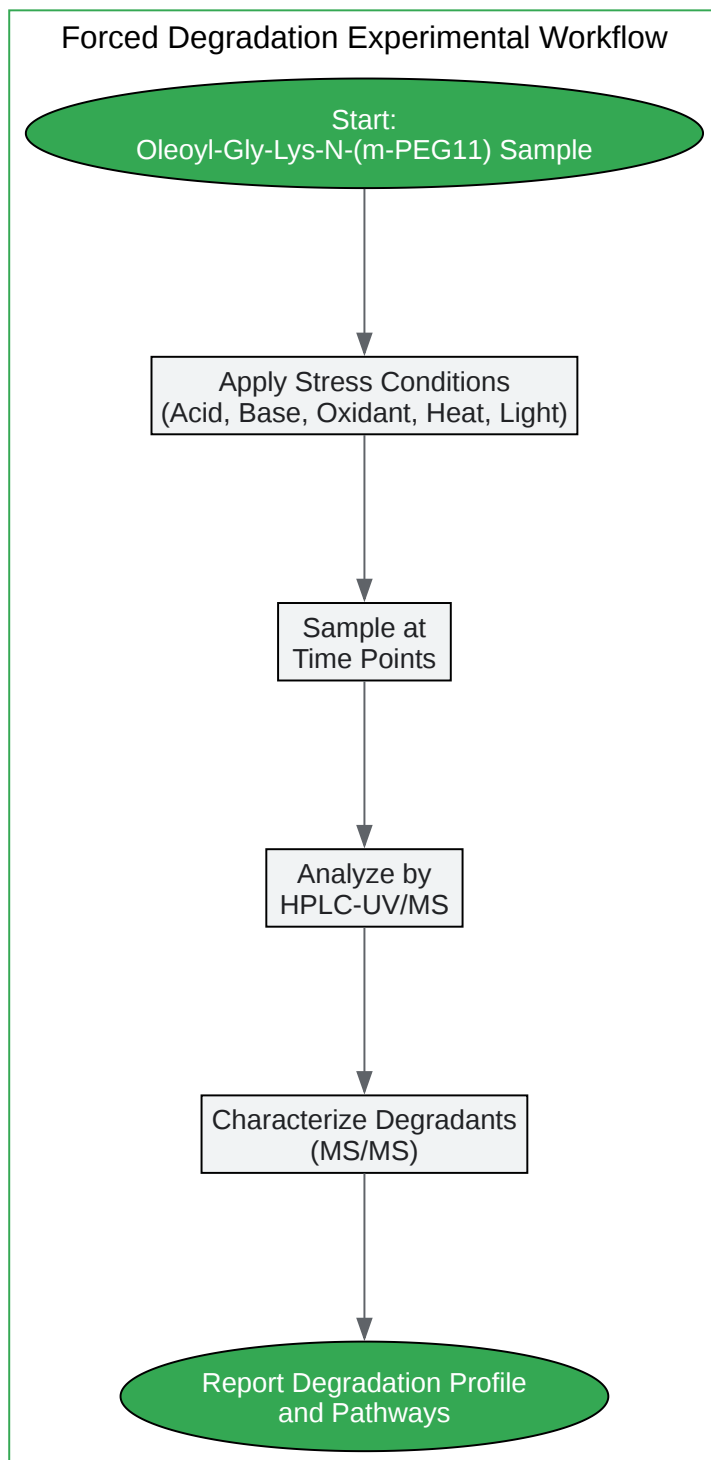 Forced Degradation Experimental Workflow
Start:
Oleoyl-Gly-Lys-N-(m-PEG11) Sample
Apply Stress Conditions
(Acid, Base, Oxidant, Heat, Light)
Sample at
Time Points
Analyze by
HPLC-UV/MS
Characterize Degradants
(MS/MS)
Report Degradation Profile
and Pathways